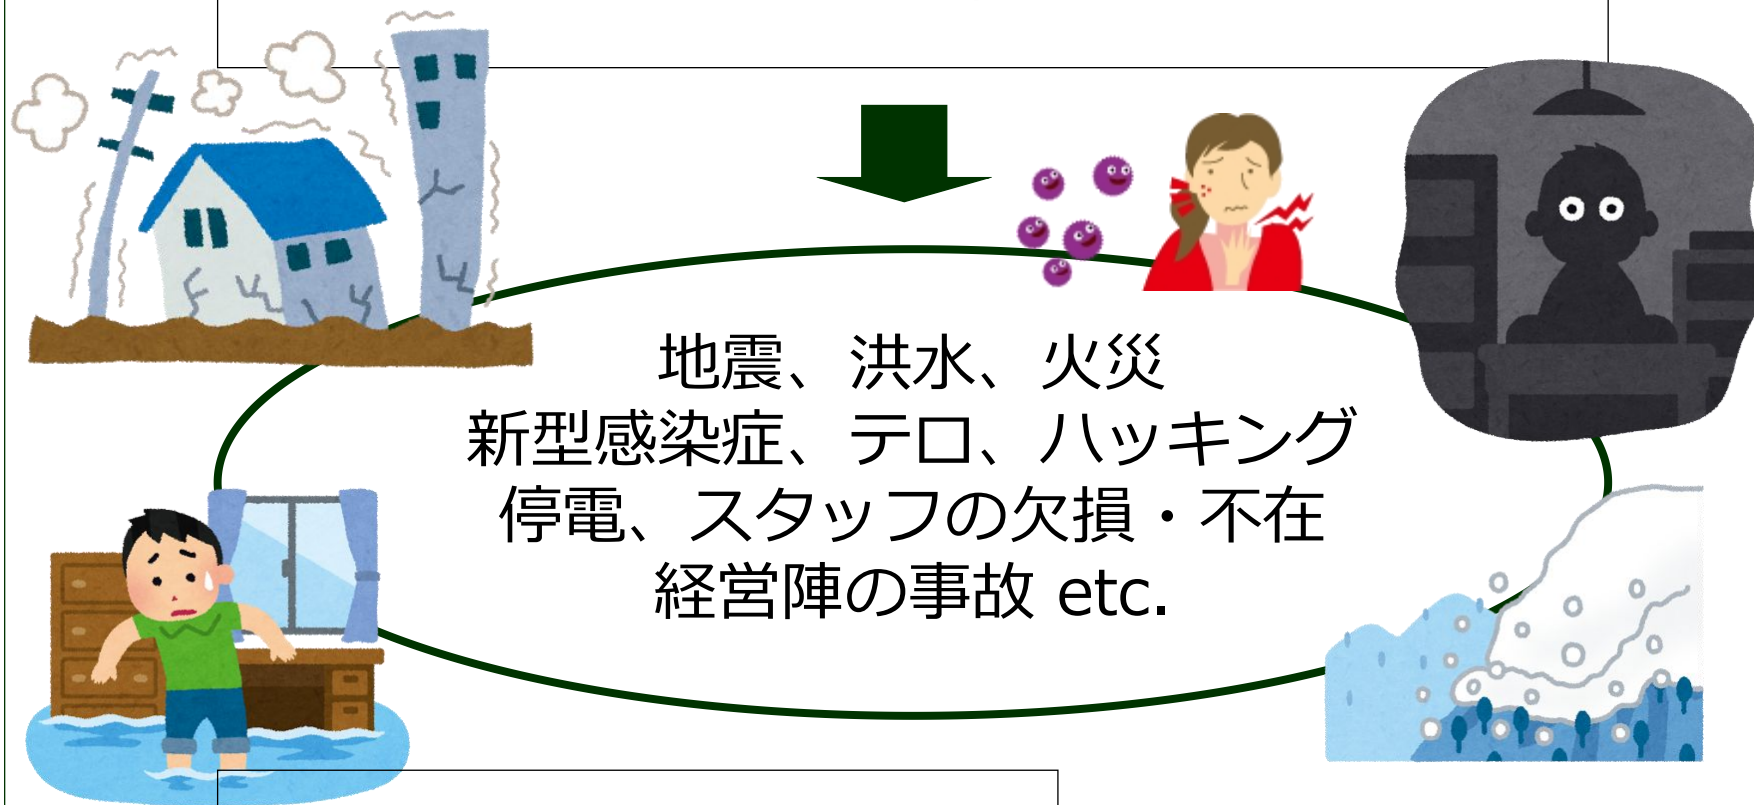 地震、洪水、火災
新型感染症、テロ、ハッキング
停電、スタッフの欠損・不在
経営陣の事故 etc.